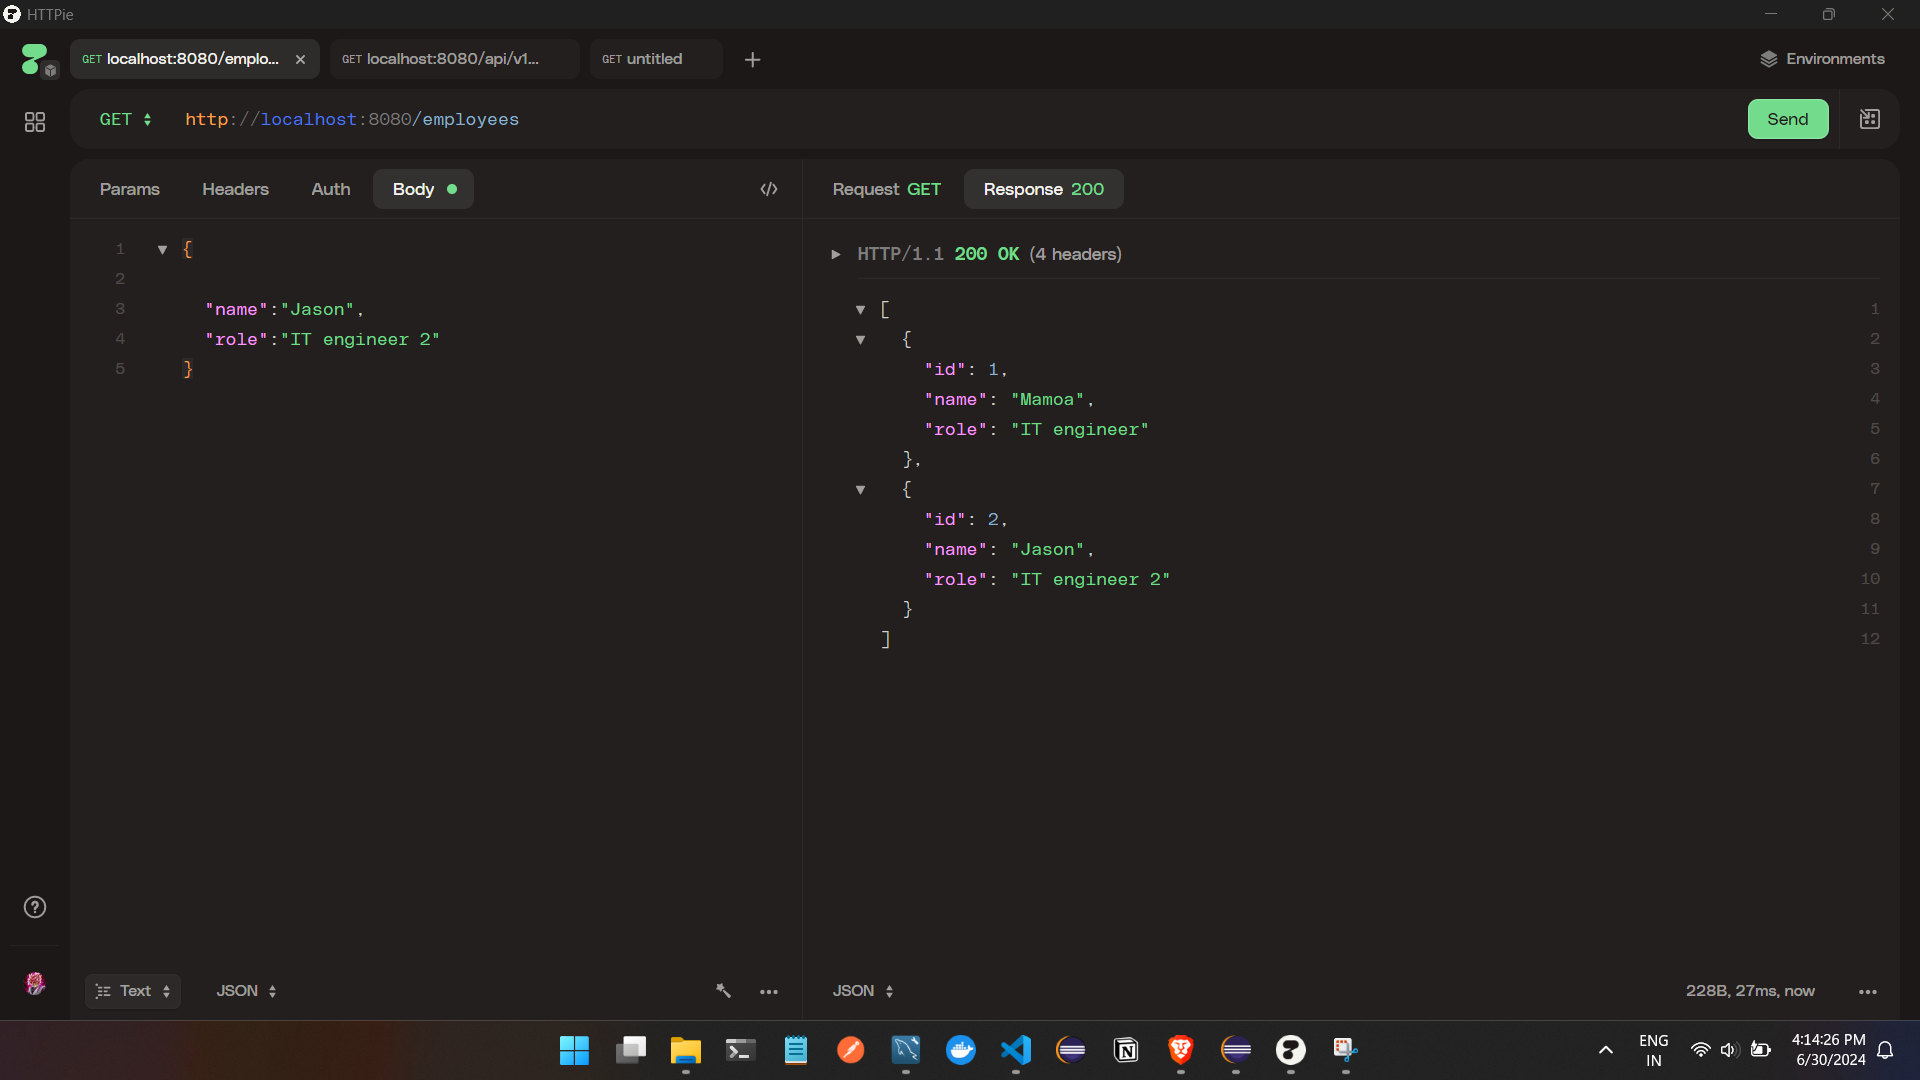 HTTPie
GET localhost:8080/emplo...
GET localhost:8080/api/v1...
GET untitled
Environments
GET http://localhost:8080/employees
Send
Params Headers Auth Body
Request GET Response 200
1 {
2
3 "name":"Jason",
4 "role":"IT engineer 2"
5 }
HTTP/1.1 200 OK (4 headers)
[ 1
{ 2
"id": 1, 3
"name": "Mamoa", 4
"role": "IT engineer" 5
}, 6
{ 7
"id": 2, 8
"name": "Jason", 9
"role": "IT engineer 2" 10
} 11
] 12
Text JSON
JSON
228B, 27ms, now
ENG
IN
4:14:26 PM
6/30/2024